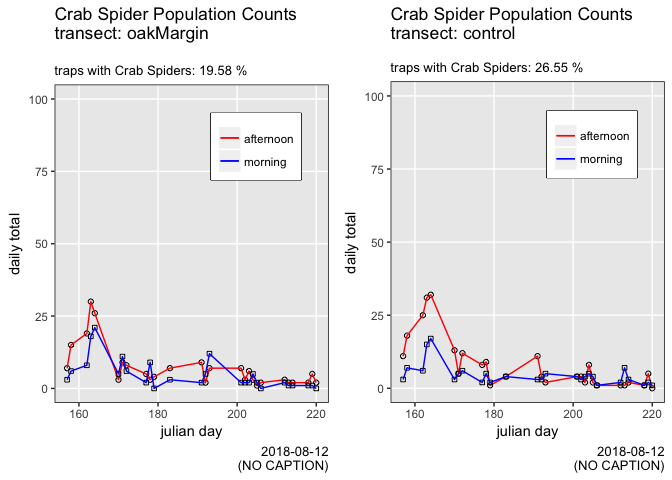 Crab Spider Population Counts
transect: oakMargin
traps with Crab Spiders: 19.58 %
100
75
50
25
0
daily total
afternoon
morning
160
180
200
220
julian day
2018-08-12
(NO CAPTION)
Crab Spider Population Counts
transect: control
traps with Crab Spiders: 26.55 %
100
75
50
25
0
daily total
afternoon
morning
160
180
200
220
julian day
2018-08-12
(NO CAPTION)